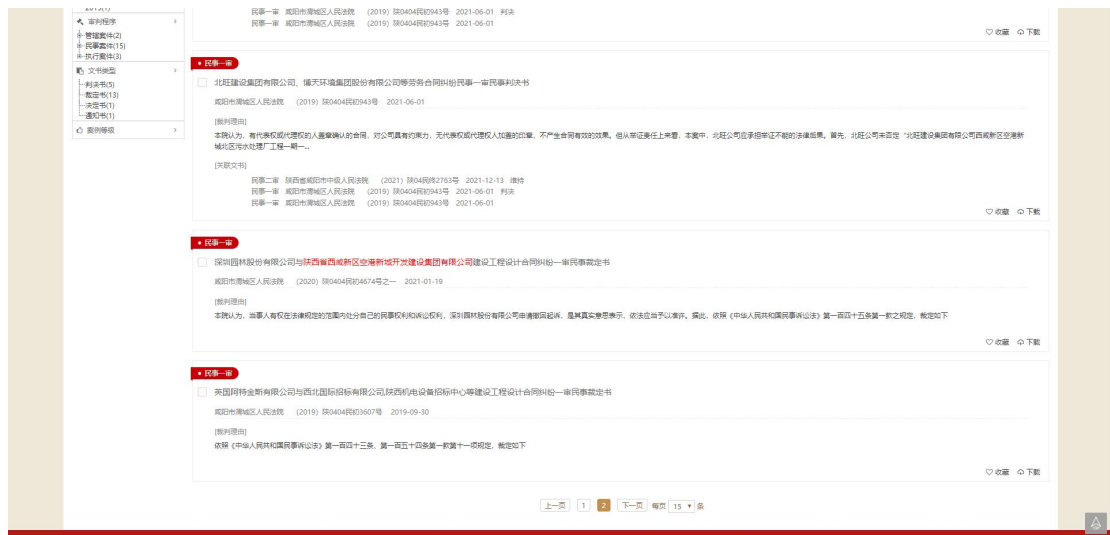 2019(1)
审判程序
管辖案件(2)
民事案件(15)
执行案件(3)
文书类型
判决书(5)
裁定书(13)
决定书(1)
通知书(1)
案例等级
民事一审 咸阳市渭城区人民法院 （2019）陕0404民初943号 2021-06-01 判决
民事一审 咸阳市渭城区人民法院 （2019）陕0404民初943号 2021-06-01
收藏 下载
民事一审
北旺建设集团有限公司、博天环境集团股份有限公司等劳务合同纠纷民事一审民事判决书
咸阳市渭城区人民法院 （2019）陕0404民初943号 2021-06-01
[裁判理由]
本院认为，有代表权或代理权的人盖章确认的合同，对公司具有约束力，无代表权或代理权人加盖的印章，不产生合同有效的效果。但从举证责任上来看，本案中，北旺公司应承担举证不能的法律后果。首先，北旺公司未否定“北旺建设集团有限公司西咸新区空港新
城北区污水处理厂工程一期一...
[关联文书]
民事二审 陕西省咸阳市中级人民法院 （2021）陕04民终2763号 2021-12-13 维持
民事一审 咸阳市渭城区人民法院 （2019）陕0404民初943号 2021-06-01 判决
民事一审 咸阳市渭城区人民法院 （2019）陕0404民初943号 2021-06-01
收藏 下载
民事一审
深圳园林股份有限公司与陕西省西咸新区空港新城开发建设集团有限公司建设工程设计合同纠纷一审民事裁定书
咸阳市渭城区人民法院 （2020）陕0404民初4674号之一 2021-01-19
[裁判理由]
本院认为，当事人有权在法律规定的范围内处分自己的民事权利和诉讼权利，深圳园林股份有限公司申请撤回起诉，是其真实意思表示，依法应当予以准许。据此，依照《中华人民共和国民事诉讼法》第一百四十五条第一款之规定，裁定如下
收藏 下载
民事一审
英国阿特金斯有限公司与西北国际招标有限公司,陕西机电设备招标中心等建设工程设计合同纠纷一审民事裁定书
咸阳市渭城区人民法院 （2019）陕0404民初3607号 2019-09-30
[裁判理由]
依照《中华人民共和国民事诉讼法》第一百四十三条、第一百五十四条第一款第十一项规定，裁定如下
收藏 下载
上一页 1 2 下一页 每页 15 条